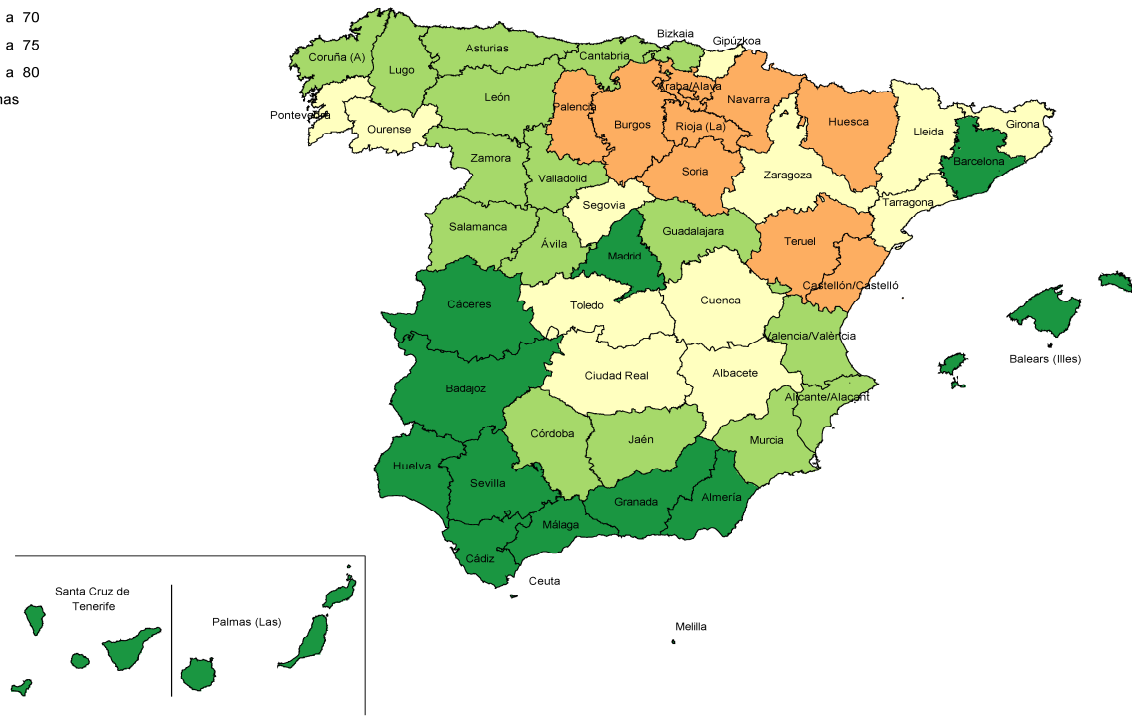 a 70
a 75
a 80
nas
Coruña (A)
Lugo
Asturias
Cantabria
Bizkaia
Gipúzkoa
Araba/Alava
Navarra
León
Palencia
Burgos
Rioja (La)
Huesca
Lleida
Girona
Barcelona
Pontevedra
Ourense
Zamora
Valladolid
Soria
Zaragoza
Tarragona
Segovia
Salamanca
Ávila
Madrid
Guadalajara
Teruel
Castellón/Castelló
Cáceres
Toledo
Cuenca
Valencia/València
Balears (Illes)
Badajoz
Ciudad Real
Albacete
Alicante/Alacant
Córdoba
Jaén
Murcia
Huelva
Sevilla
Granada
Almería
Málaga
Cádiz
Ceuta
Melilla
Santa Cruz de
Tenerife
Palmas (Las)